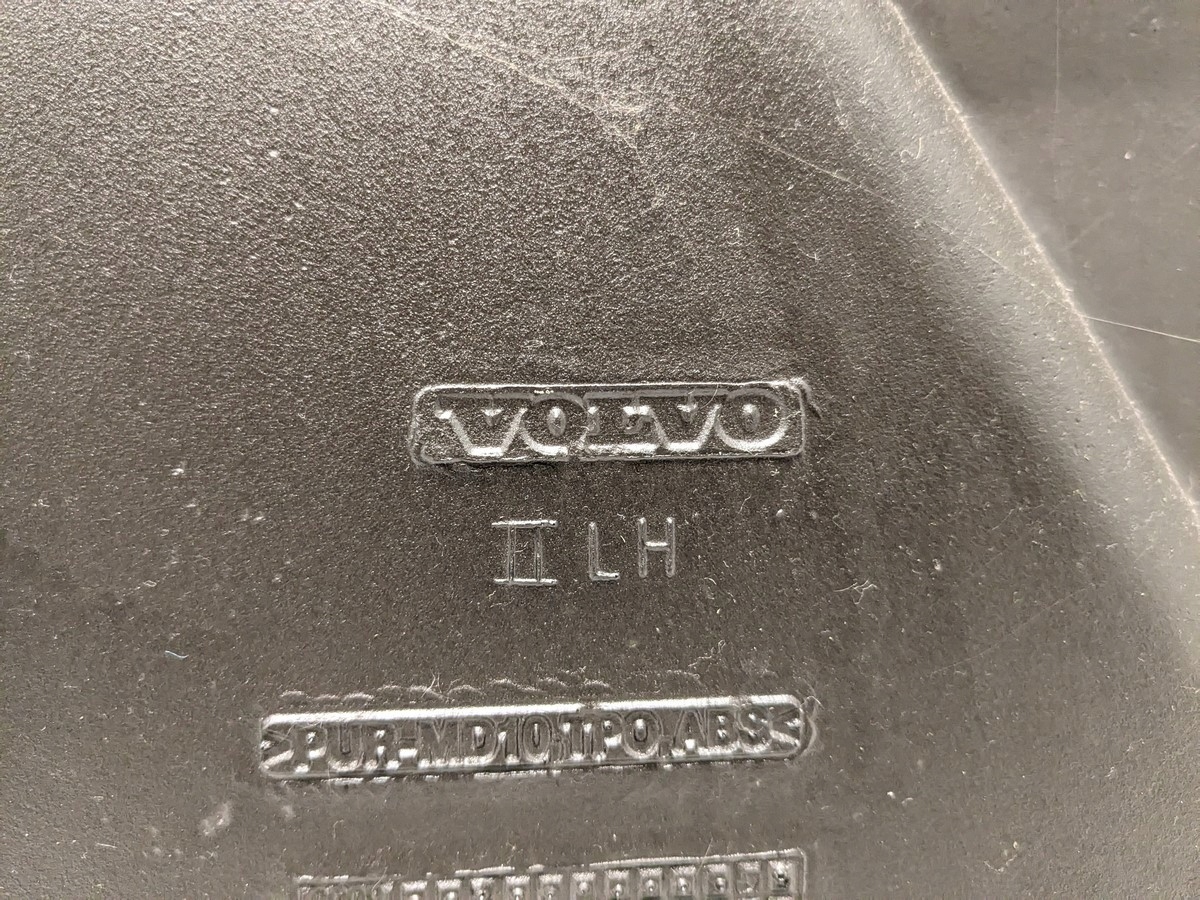 VOLVO
II LH
>PUR-MD10,TPO,ABS<